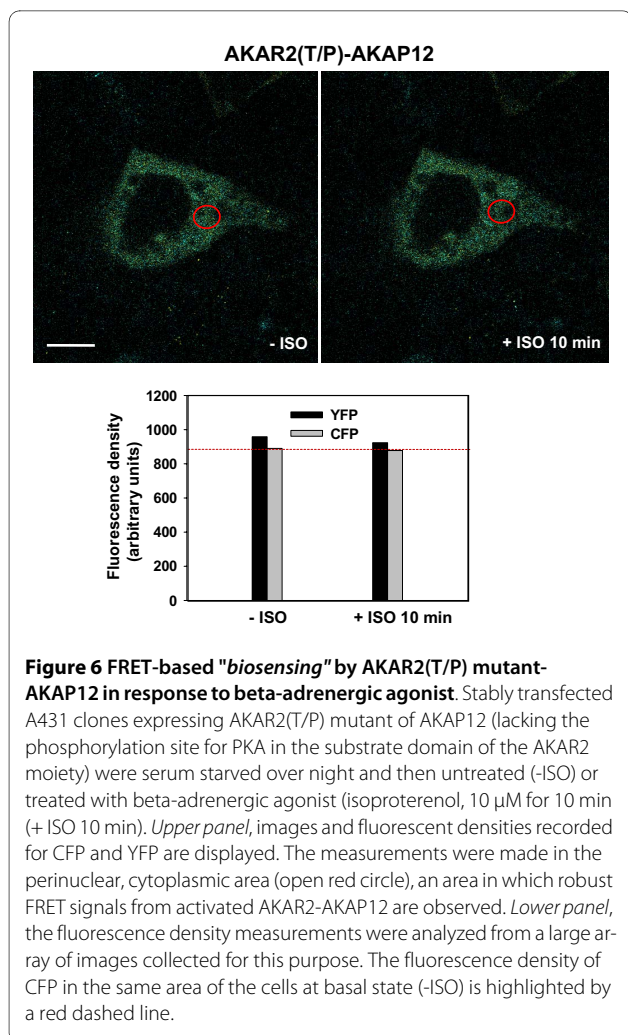 AKAR2(T/P)-AKAP12
- ISO
+ ISO 10 min
1200
1000
800
600
400
200
0
Fluorescence density
(arbitrary units)
YFP
CFP
- ISO
+ ISO 10 min
Figure 6 FRET-based "biosensing" by AKAR2(T/P) mutant-
AKAP12 in response to beta-adrenergic agonist. Stably transfected
A431 clones expressing AKAR2(T/P) mutant of AKAP12 (lacking the
phosphorylation site for PKA in the substrate domain of the AKAR2
moiety) were serum starved over night and then untreated (-ISO) or
treated with beta-adrenergic agonist (isoproterenol, 10 μM for 10 min
(+ ISO 10 min). Upper panel, images and fluorescent densities recorded
for CFP and YFP are displayed. The measurements were made in the
perinuclear, cytoplasmic area (open red circle), an area in which robust
FRET signals from activated AKAR2-AKAP12 are observed. Lower panel,
the fluorescence density measurements were analyzed from a large ar-
ray of images collected for this purpose. The fluorescence density of
CFP in the same area of the cells at basal state (-ISO) is highlighted by
a red dashed line.